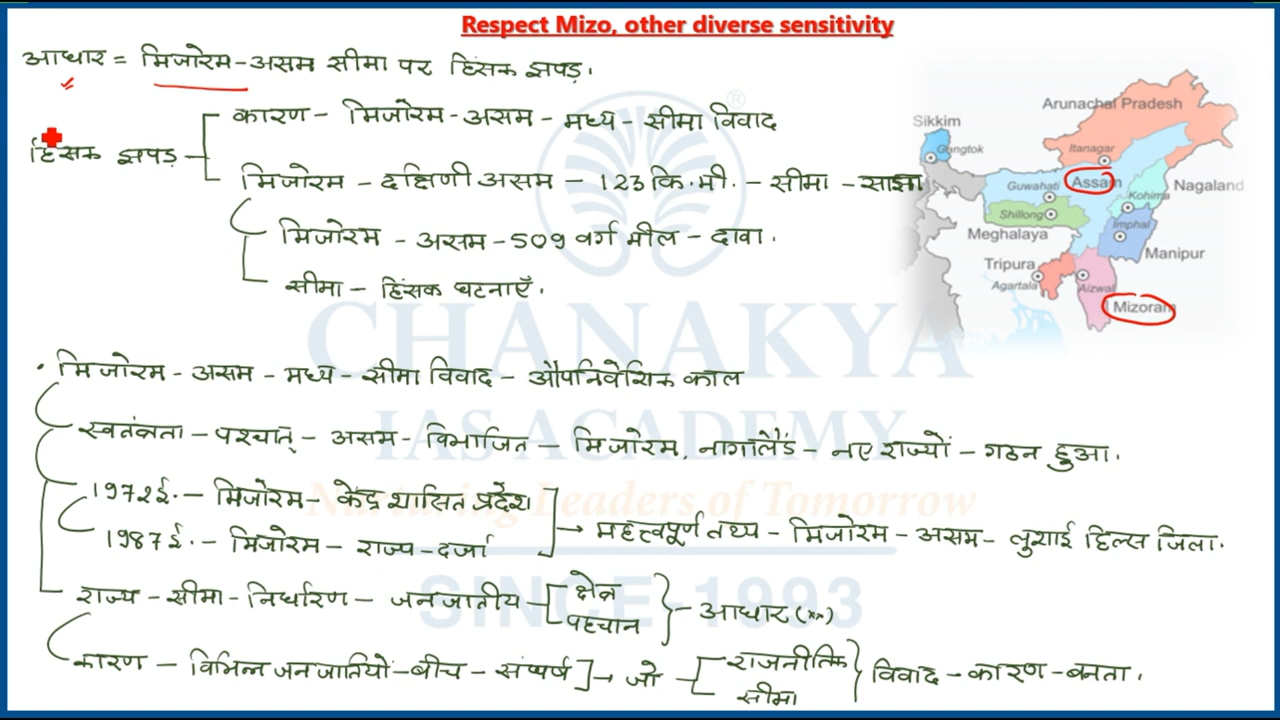 Respect Mizo, other diverse sensitivity
आधार = मिजोरम-असम सीमा पर हिंसक झपड़.
हिंसक झपड़
कारण - मिजोरम-असम - मध्य - सीमा विवाद
मिजोरम - दक्षिणी असम - 123 कि.मी. - सीमा - साझा
मिजोरम - असम - 509 वर्ग मील - दावा.
सीमा - हिंसक घटनाएँ.
Arunachal Pradesh
Sikkim
Itanagar
Gangtok
Guwahati
Assam
Nagaland
Kohima
Shillong
Imphal
Meghalaya
Manipur
Tripura
Agartala
Aizwal
Mizoram
®
CHANAKYA
IAS ACADEMY
Nurturing Leaders of Tomorrow
SINCE 1993
. मिजोरम - असम - मध्य - सीमा विवाद - औपनिवेशिक काल
स्वतंत्रता - पश्चात् - असम - विभाजित - मिजोरम, नागालैंड - नए राज्यों - गठन हुआ.
1972ई. - मिजोरम - केंद्र शासित प्रदेश
1987ई. - मिजोरम - राज्य - दर्जा
→ महत्त्वपूर्ण तथ्य - मिजोरम - असम - लुशाई हिल्स जिला.
राज्य - सीमा - निर्धारण - जनजातीय - क्षेत्र
पहचान
- आधार (××)
कारण - विभिन्न जनजातियों - बीच - संघर्ष → जो - राजनीतिक
सीमा
विवाद - कारण - बनता.